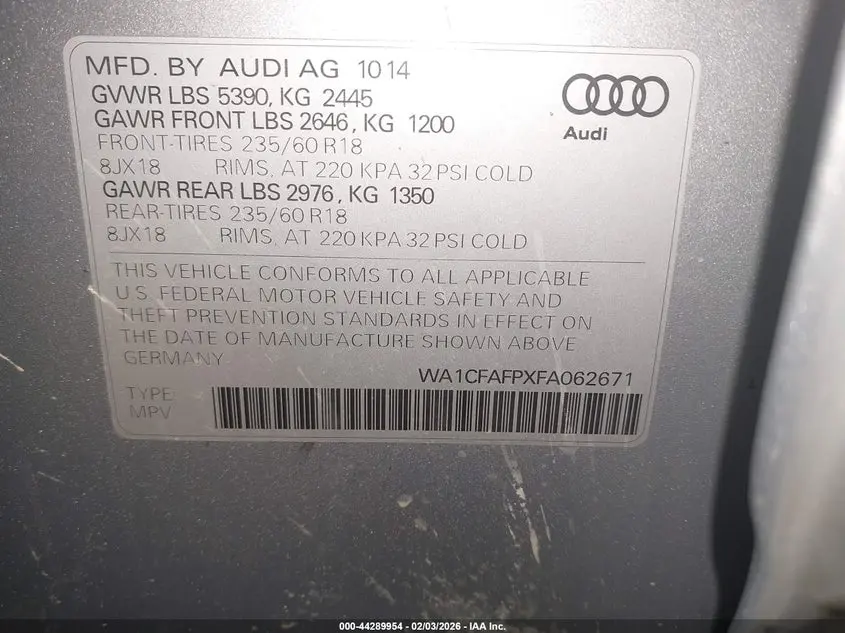 MFD. BY AUDI AG 1014
GVWR LBS 5390, KG 2445
GAWR FRONT LBS 2646, KG 1200
FRONT-TIRES 235/60 R18
8JX18 RIMS, AT 220 KPA 32 PSI COLD
GAWR REAR LBS 2976, KG 1350
REAR-TIRES 235/60 R18
8JX18 RIMS, AT 220 KPA 32 PSI COLD
Audi
THIS VEHICLE CONFORMS TO ALL APPLICABLE
U.S. FEDERAL MOTOR VEHICLE SAFETY AND
THEFT PREVENTION STANDARDS IN EFFECT ON
THE DATE OF MANUFACTURE SHOWN ABOVE
GERMANY
WA1CFAFPXFA062671
TYPE:
MPV
000-44289954 - 02/03/2026 - IAA Inc.